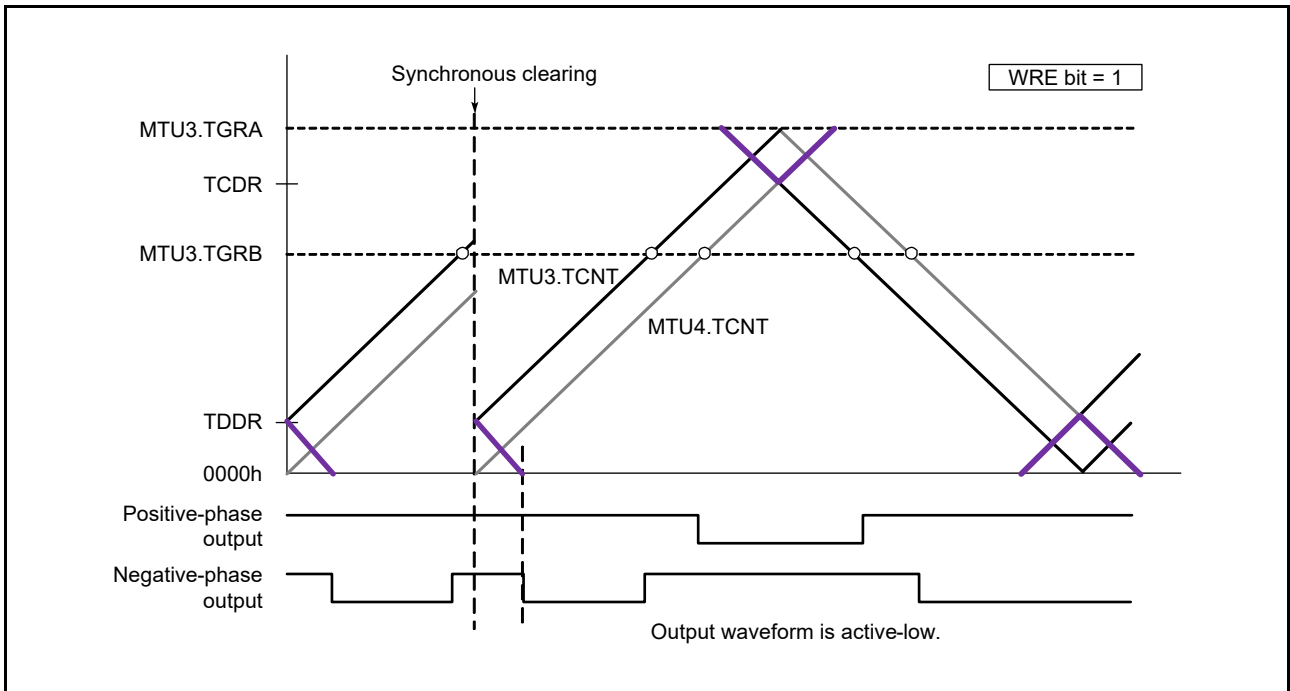 Synchronous clearing
WRE bit = 1
MTU3.TGRA
TCDR
MTU3.TGRB
MTU3.TCNT
MTU4.TCNT
TDDR
0000h
Positive-phase
output
Negative-phase
output
Output waveform is active-low.